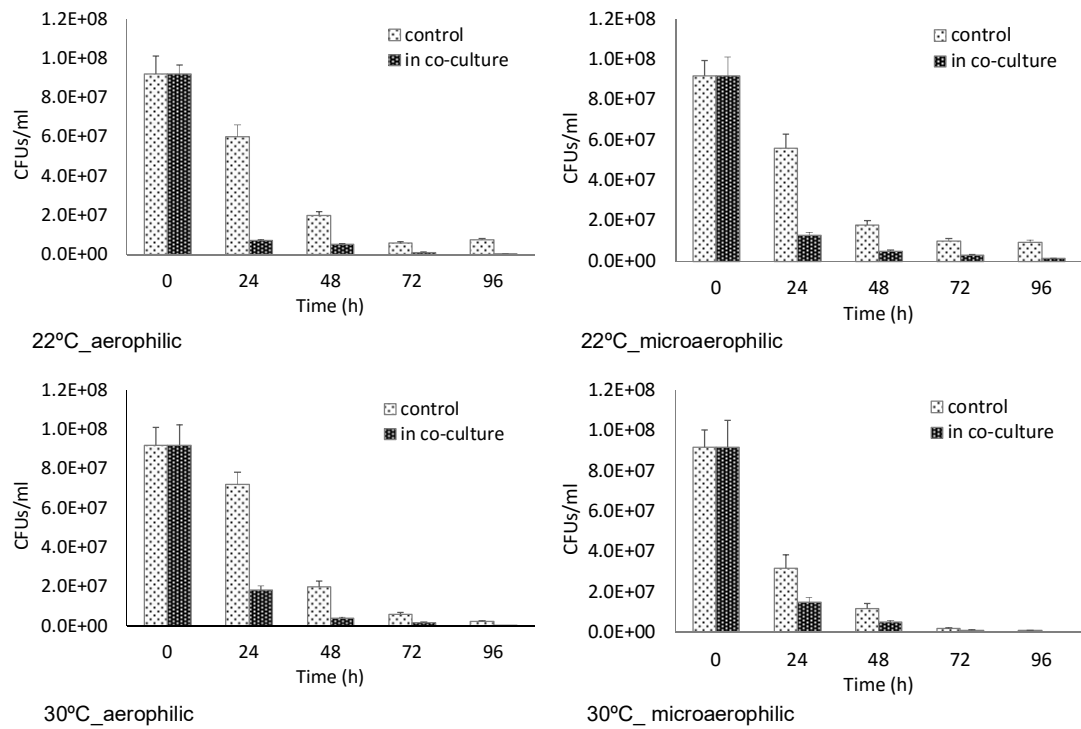 1.2E+08
1.0E+08
8.0E+07
6.0E+07
4.0E+07
2.0E+07
0.0E+00
CFUs/ml
control
in co-culture
0 24 48 72 96
Time (h)
22ºC_aerophilic
1.2E+08
1.0E+08
8.0E+07
6.0E+07
4.0E+07
2.0E+07
0.0E+00
CFUs/ml
control
in co-culture
0 24 48 72 96
Time (h)
22ºC_microaerophilic
1.2E+08
1.0E+08
8.0E+07
6.0E+07
4.0E+07
2.0E+07
0.0E+00
CFUs/ml
control
in co-culture
0 24 48 72 96
Time (h)
30ºC_aerophilic
1.2E+08
1.0E+08
8.0E+07
6.0E+07
4.0E+07
2.0E+07
0.0E+00
CFUs/ml
control
in co-culture
0 24 48 72 96
Time (h)
30ºC_ microaerophilic